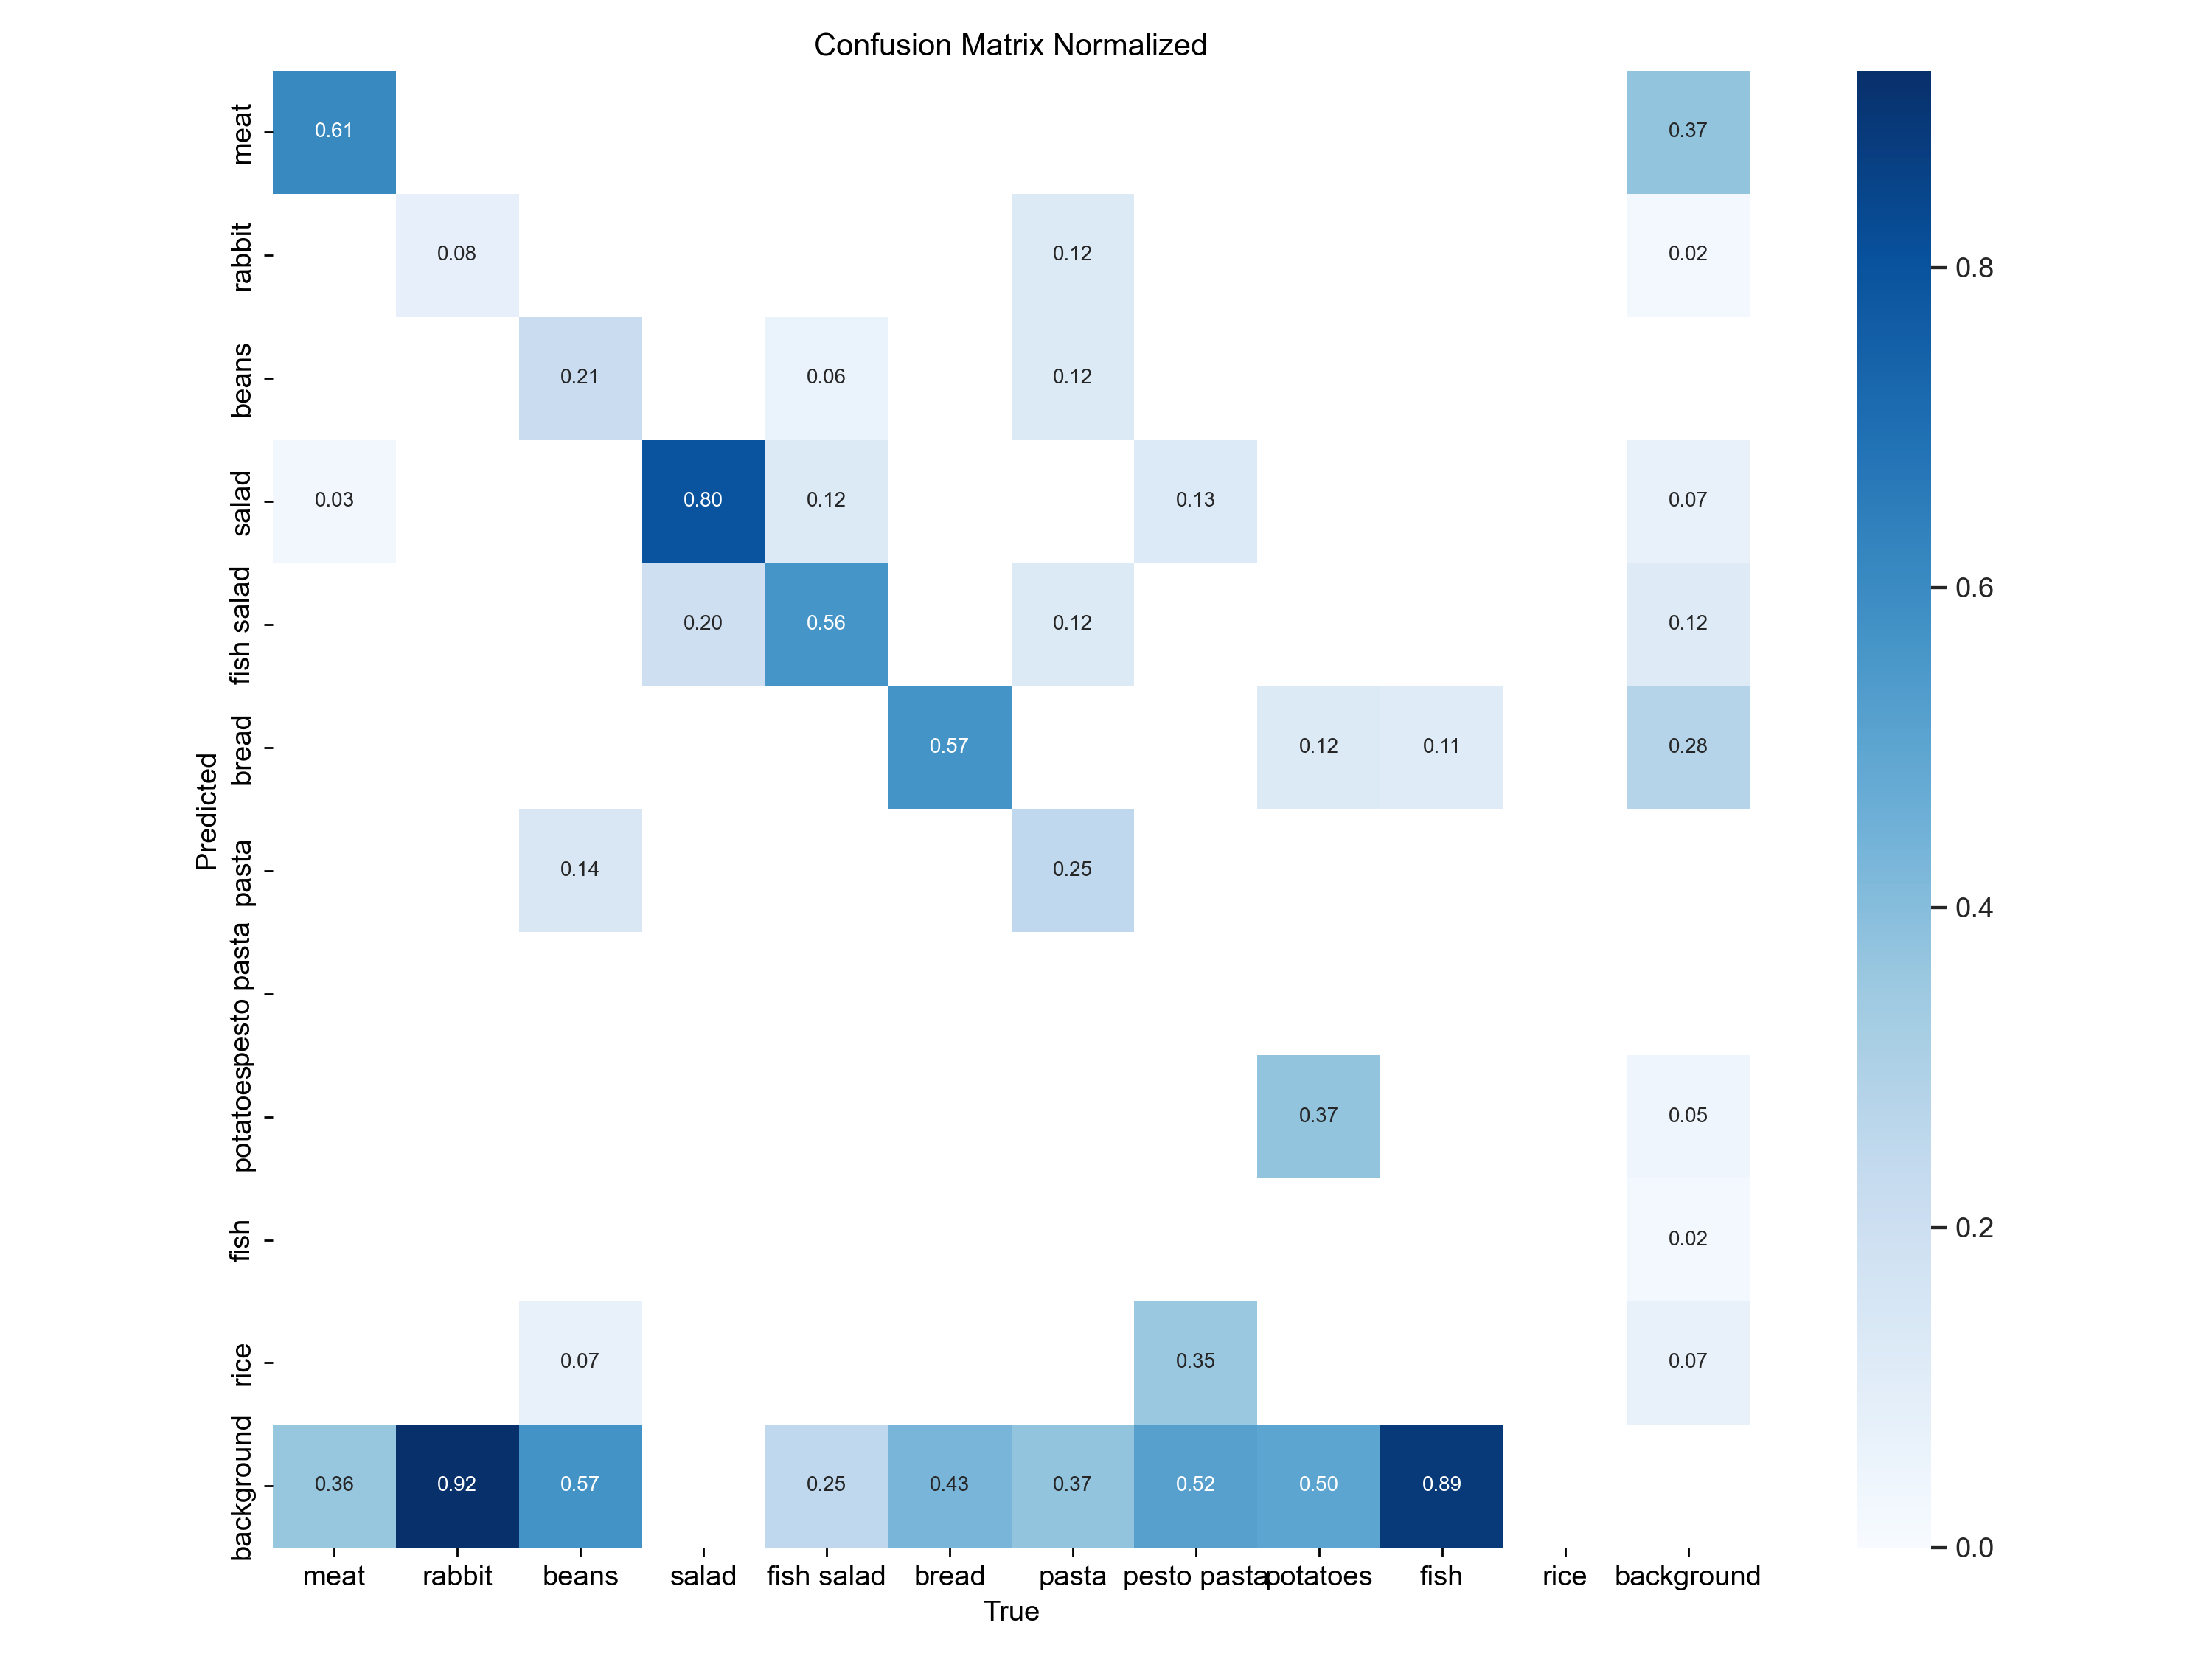 Confusion Matrix Normalized
meat 0.61 0.37
rabbit 0.08 0.12 0.02
beans 0.21 0.06 0.12
salad 0.03 0.80 0.12 0.13 0.07
fish salad 0.20 0.56 0.12 0.12
bread 0.57 0.12 0.11 0.28
pasta 0.14 0.25
pesto pasta
potatoes 0.37 0.05
fish 0.02
rice 0.07 0.35 0.07
background 0.36 0.92 0.57 0.25 0.43 0.37 0.52 0.50 0.89
meat rabbit beans salad fish salad bread pasta pesto pasta potatoes fish rice background
True
Predicted
0.8
0.6
0.4
0.2
0.0